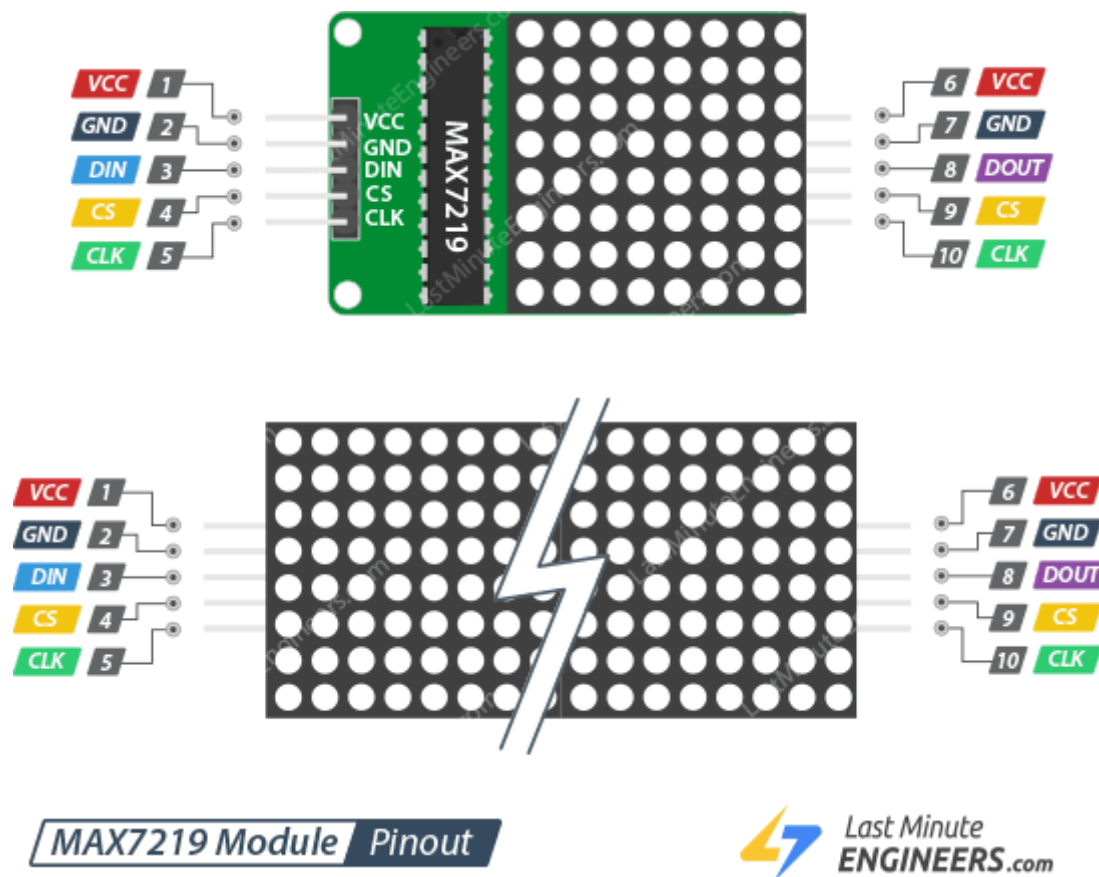 VCC 1
GND 2
DIN 3
CS 4
CLK 5
VCC
GND
DIN
CS
CLK
MAX7219
6 VCC
7 GND
8 DOUT
9 CS
10 CLK
VCC 1
GND 2
DIN 3
CS 4
CLK 5
6 VCC
7 GND
8 DOUT
9 CS
10 CLK
MAX7219 Module Pinout
Last Minute
ENGINEERS.com